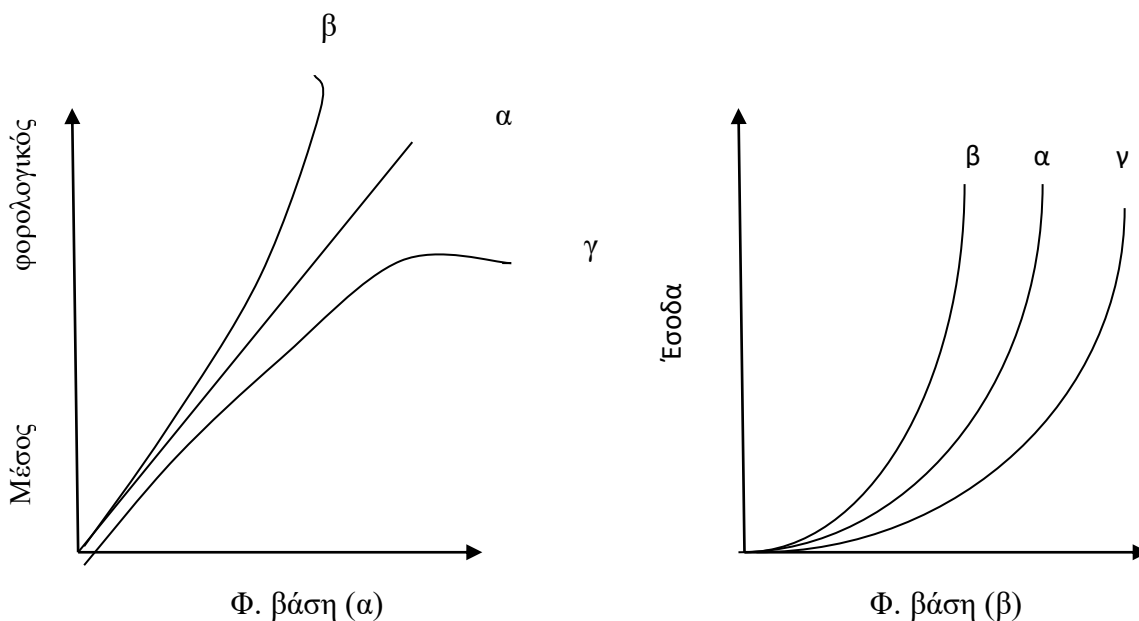 β
α
γ
Μέσος φορολογικός
Φ. βάση (α)
β α γ
Έσοδα
Φ. βάση (β)